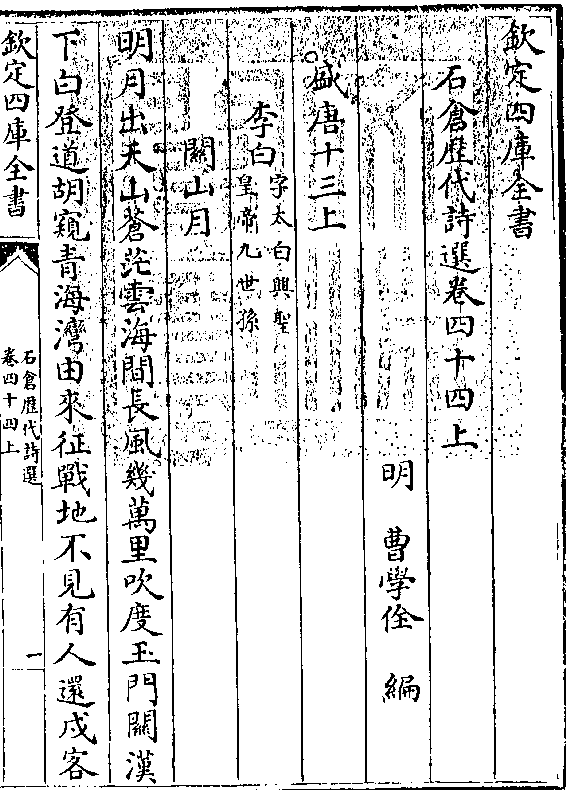 欽定四庫全書
石倉歴代詩選卷四十四上
明　曹學佺　編
盛唐十三上
李白字太白興聖
皇帝九世孫
關山月
明月出天山蒼茫雲海間長風幾萬里吹度玉門關漢
下白登道胡窺青海灣由來征戰地不見有人還戍客
欽定四庫全書
石倉歴代詩選
卷四十四上
一